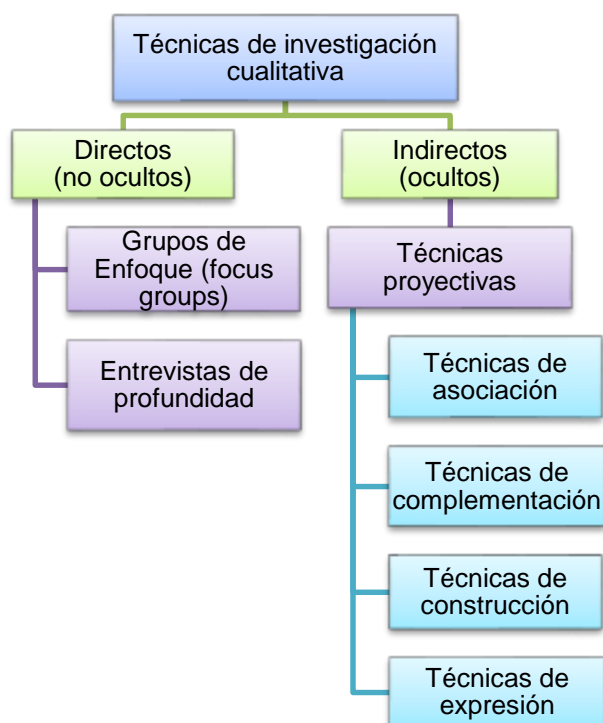 Técnicas de investigación
cualitativa
Directos
(no ocultos)
Indirectos
(ocultos)
Grupos de
Enfoque (focus
groups)
Técnicas
proyectivas
Entrevistas de
profundidad
Técnicas de
asociación
Técnicas de
complementación
Técnicas de
construcción
Técnicas de
expresión